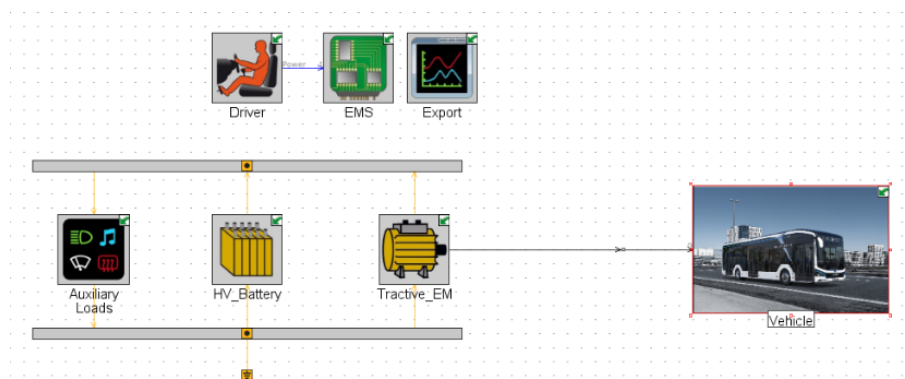 Power
Driver
EMS
Export
Auxiliary
Loads
HV_Battery
Tractive_EM
Vehicle